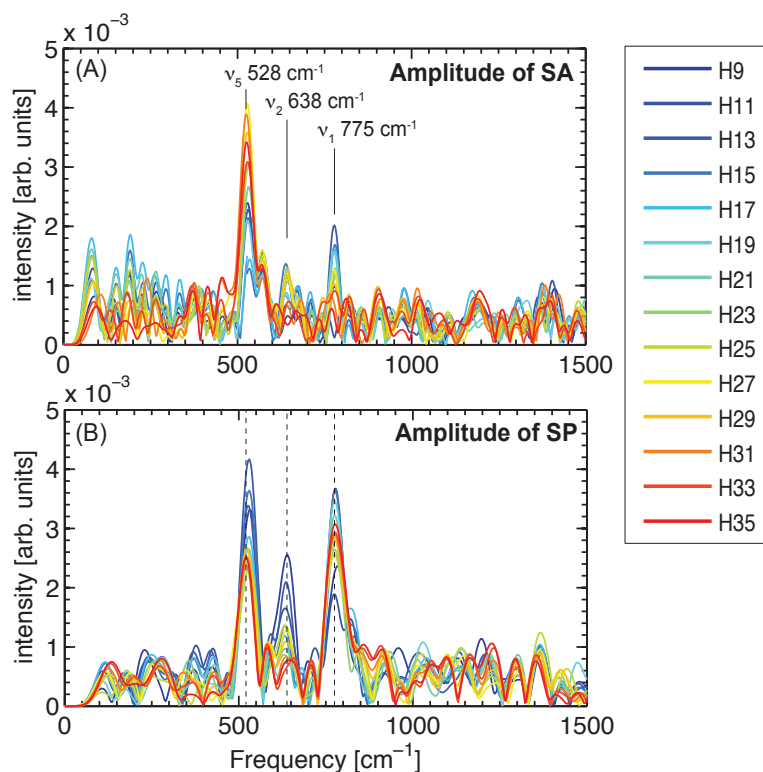 x 10⁻³
5
(A)
ν₅ 528 cm⁻¹
Amplitude of SA
ν₂ 638 cm⁻¹
4
ν₁ 775 cm⁻¹
3
2
1
0
intensity [arb. units]
0 500 1000 1500
x 10⁻³
5
(B)
Amplitude of SP
4
3
2
1
0
intensity [arb. units]
0 500 1000 1500
Frequency [cm⁻¹]
H9
H11
H13
H15
H17
H19
H21
H23
H25
H27
H29
H31
H33
H35